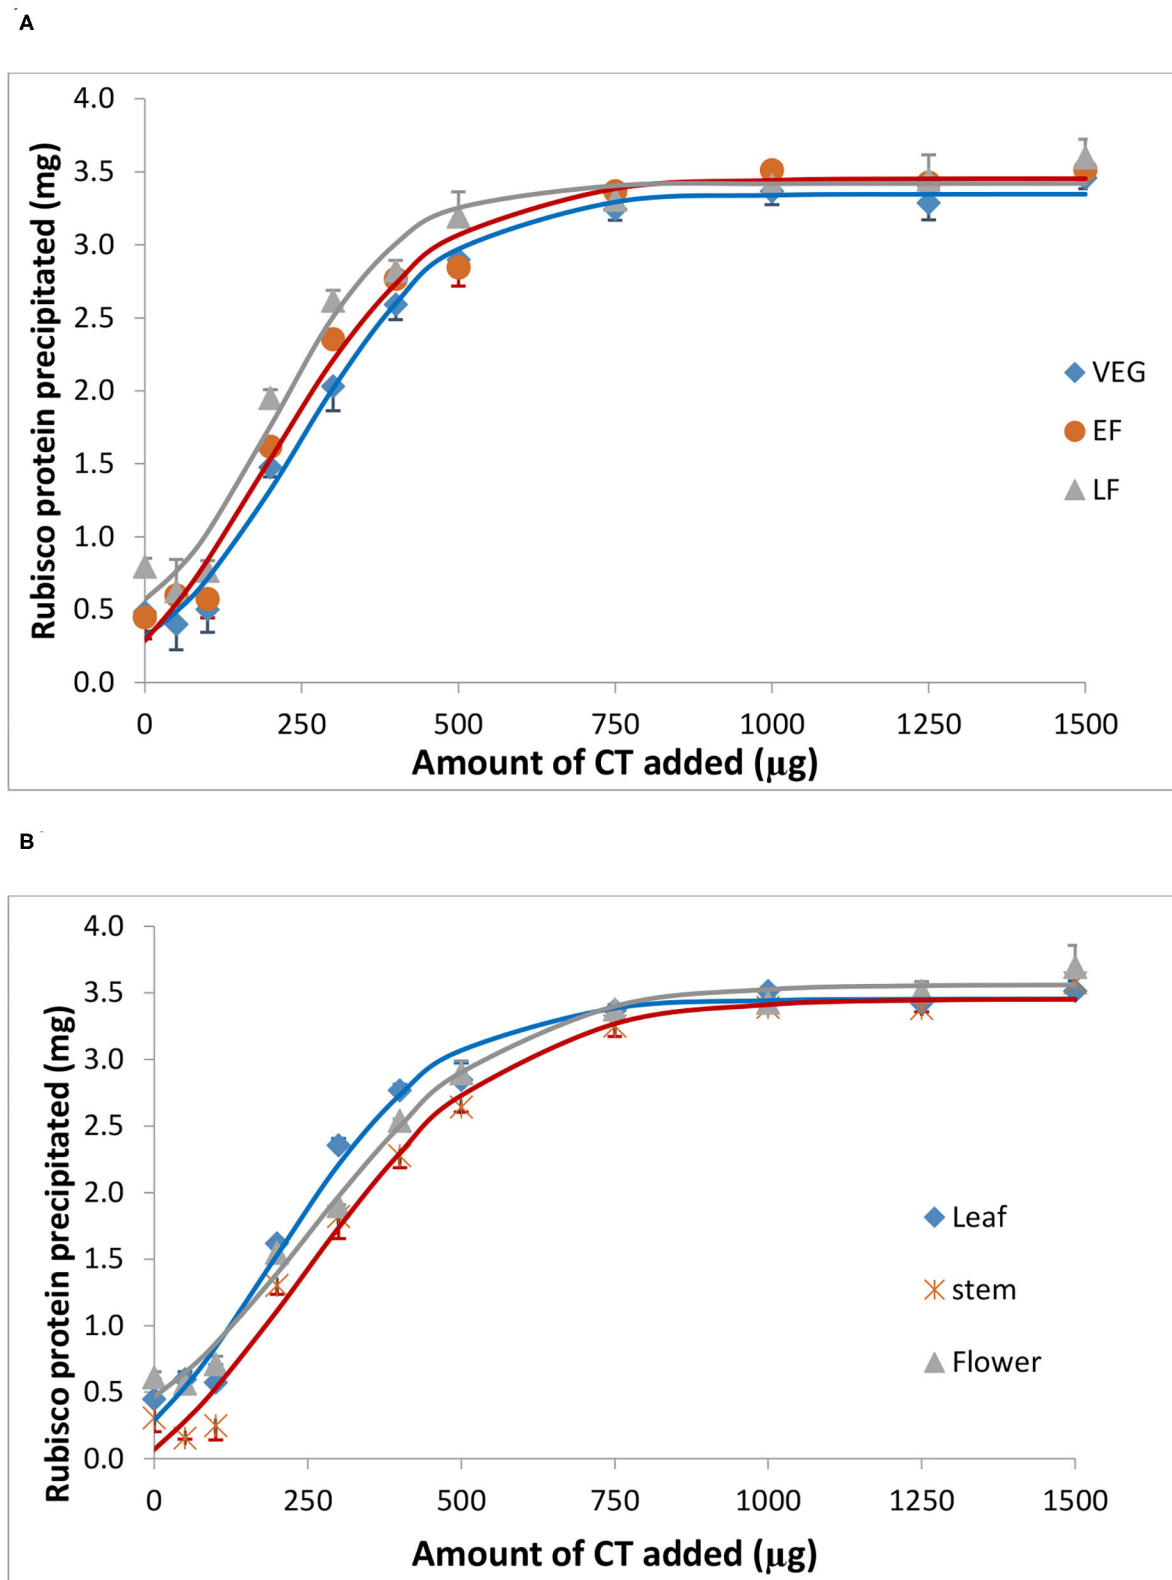 A
4.0
3.5
3.0
2.5
2.0
1.5
1.0
0.5
0.0
Rubisco protein precipitated (mg)
VEG
EF
LF
0 250 500 750 1000 1250 1500
Amount of CT added (µg)
B
4.0
3.5
3.0
2.5
2.0
1.5
1.0
0.5
0.0
Rubisco protein precipitated (mg)
Leaf
stem
Flower
0 250 500 750 1000 1250 1500
Amount of CT added (µg)